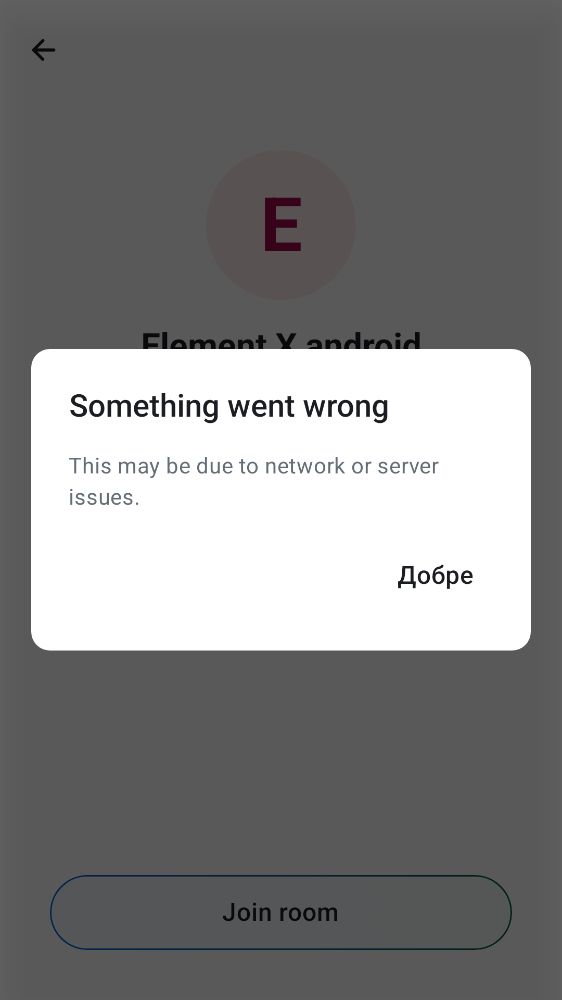 E
Element X android
Something went wrong
This may be due to network or server
issues.
Добре
Join room